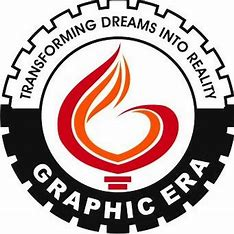 TRANSFORMING DREAMS INTO REALITY
GRAPHIC ERA